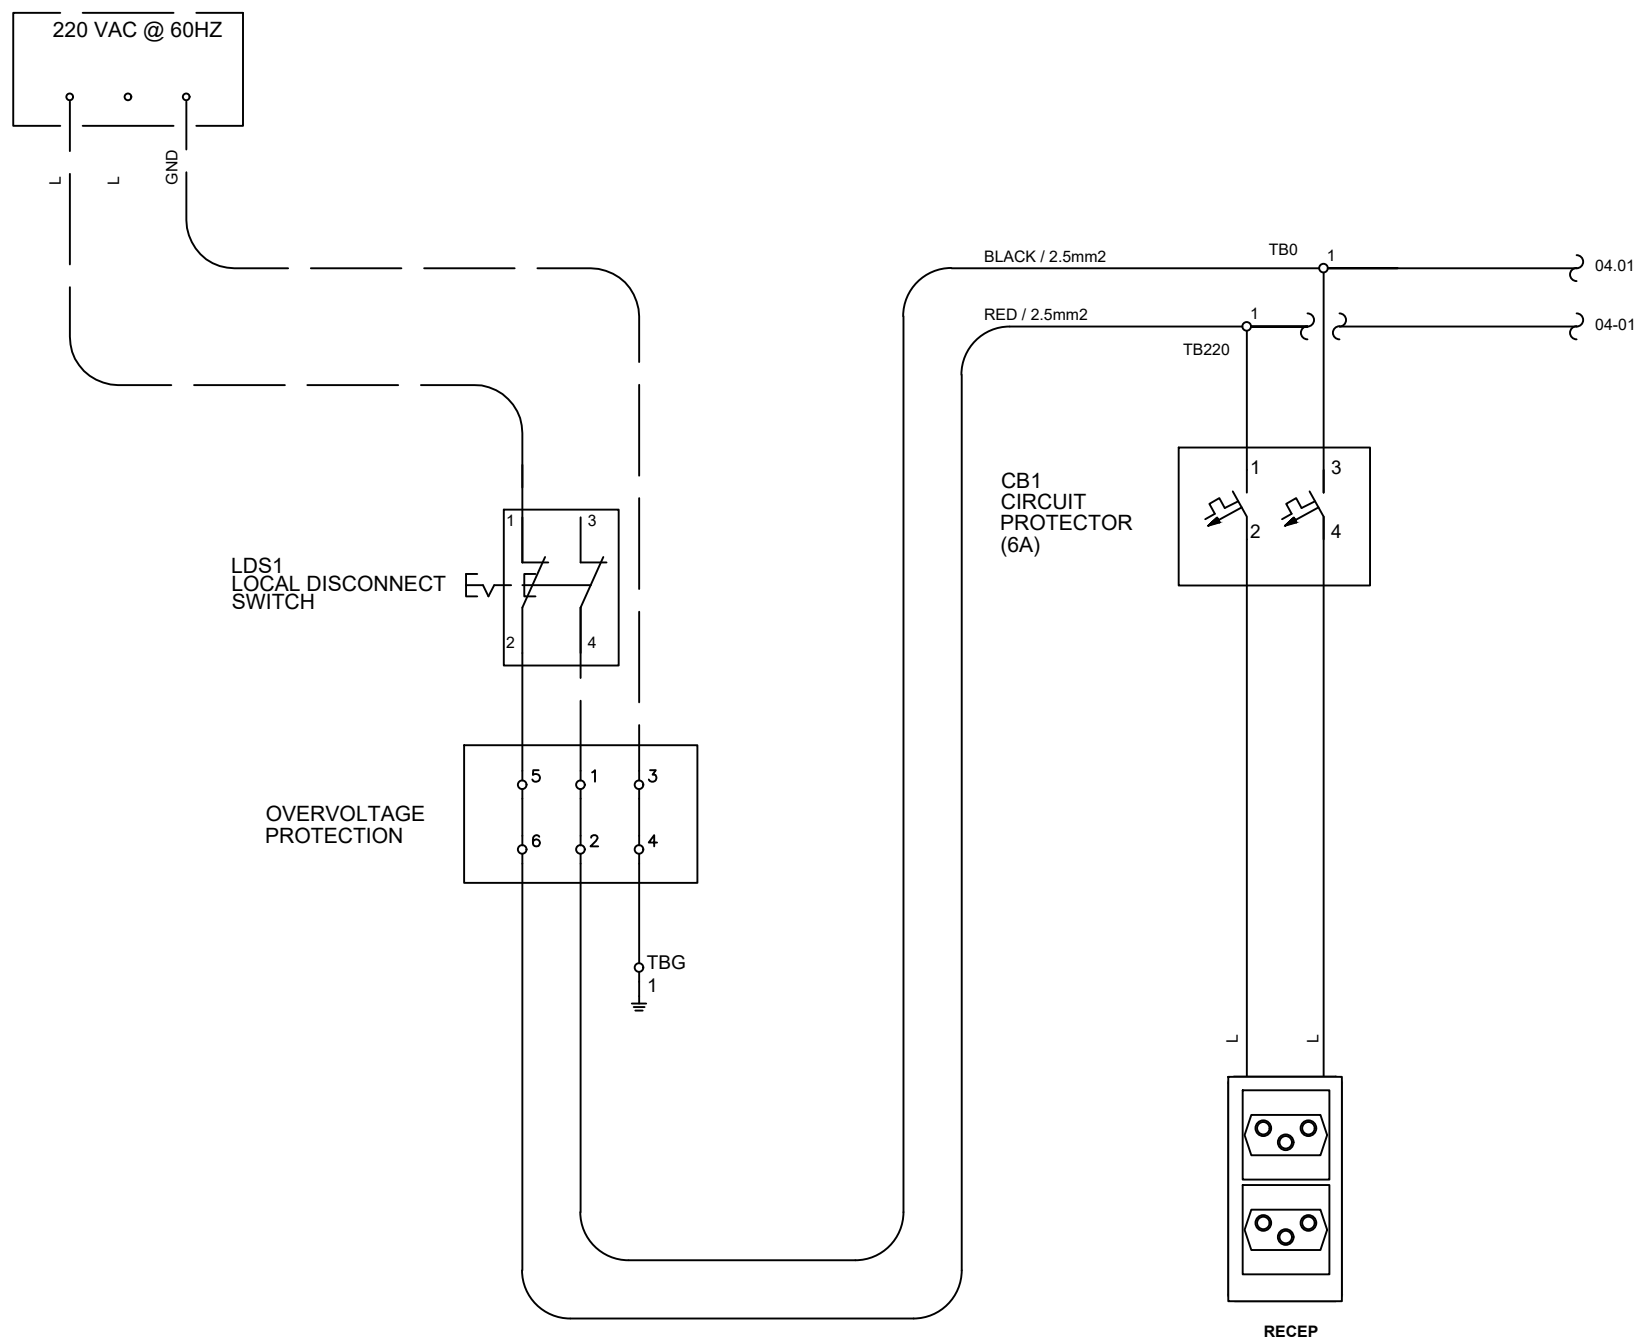 220 VAC @ 60HZ
L
L
GND
BLACK / 2.5mm2
TB0
1
04.01
RED / 2.5mm2
1
04-01
TB220
CB1
CIRCUIT
PROTECTOR
(6A)
1
3
2
4
LDS1
LOCAL DISCONNECT
SWITCH
1
3
2
4
OVERVOLTAGE
PROTECTION
5
1
3
6
2
4
TBG
1
L
L
RECEP